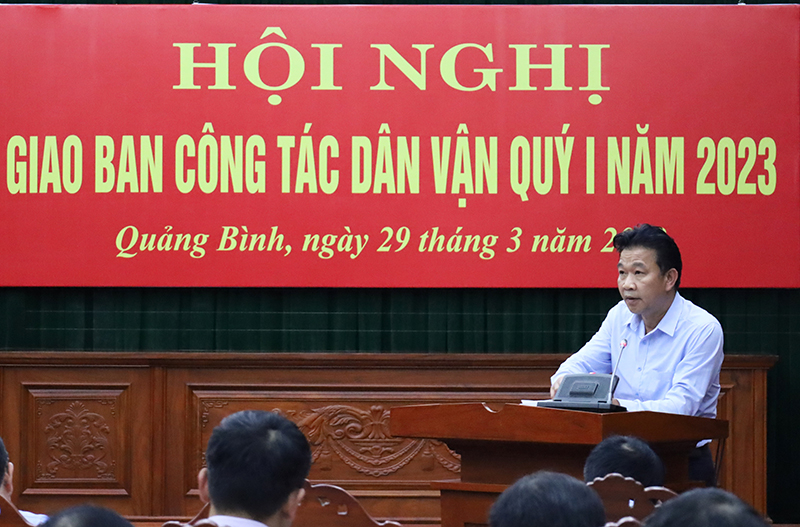 HỘI NGHỊ
GIAO BAN CÔNG TÁC DÂN VẬN QUÝ I NĂM 2023
Quảng Bình, ngày 29 tháng 3 năm